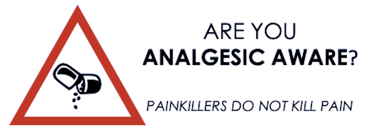 ARE YOU
ANALGESIC AWARE?
PAINKILLERS DO NOT KILL PAIN